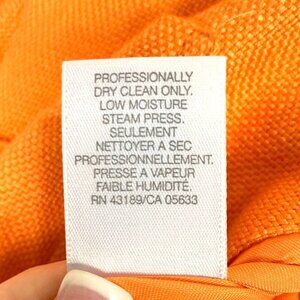 PROFESSIONALLY
DRY CLEAN ONLY.
LOW MOISTURE
STEAM PRESS.
SEULEMENT
NETTOYER A SEC
PROFESSIONNELLEMENT.
PRESSE A VAPEUR
FAIBLE HUMIDITÉ.
RN 43189/CA 05633